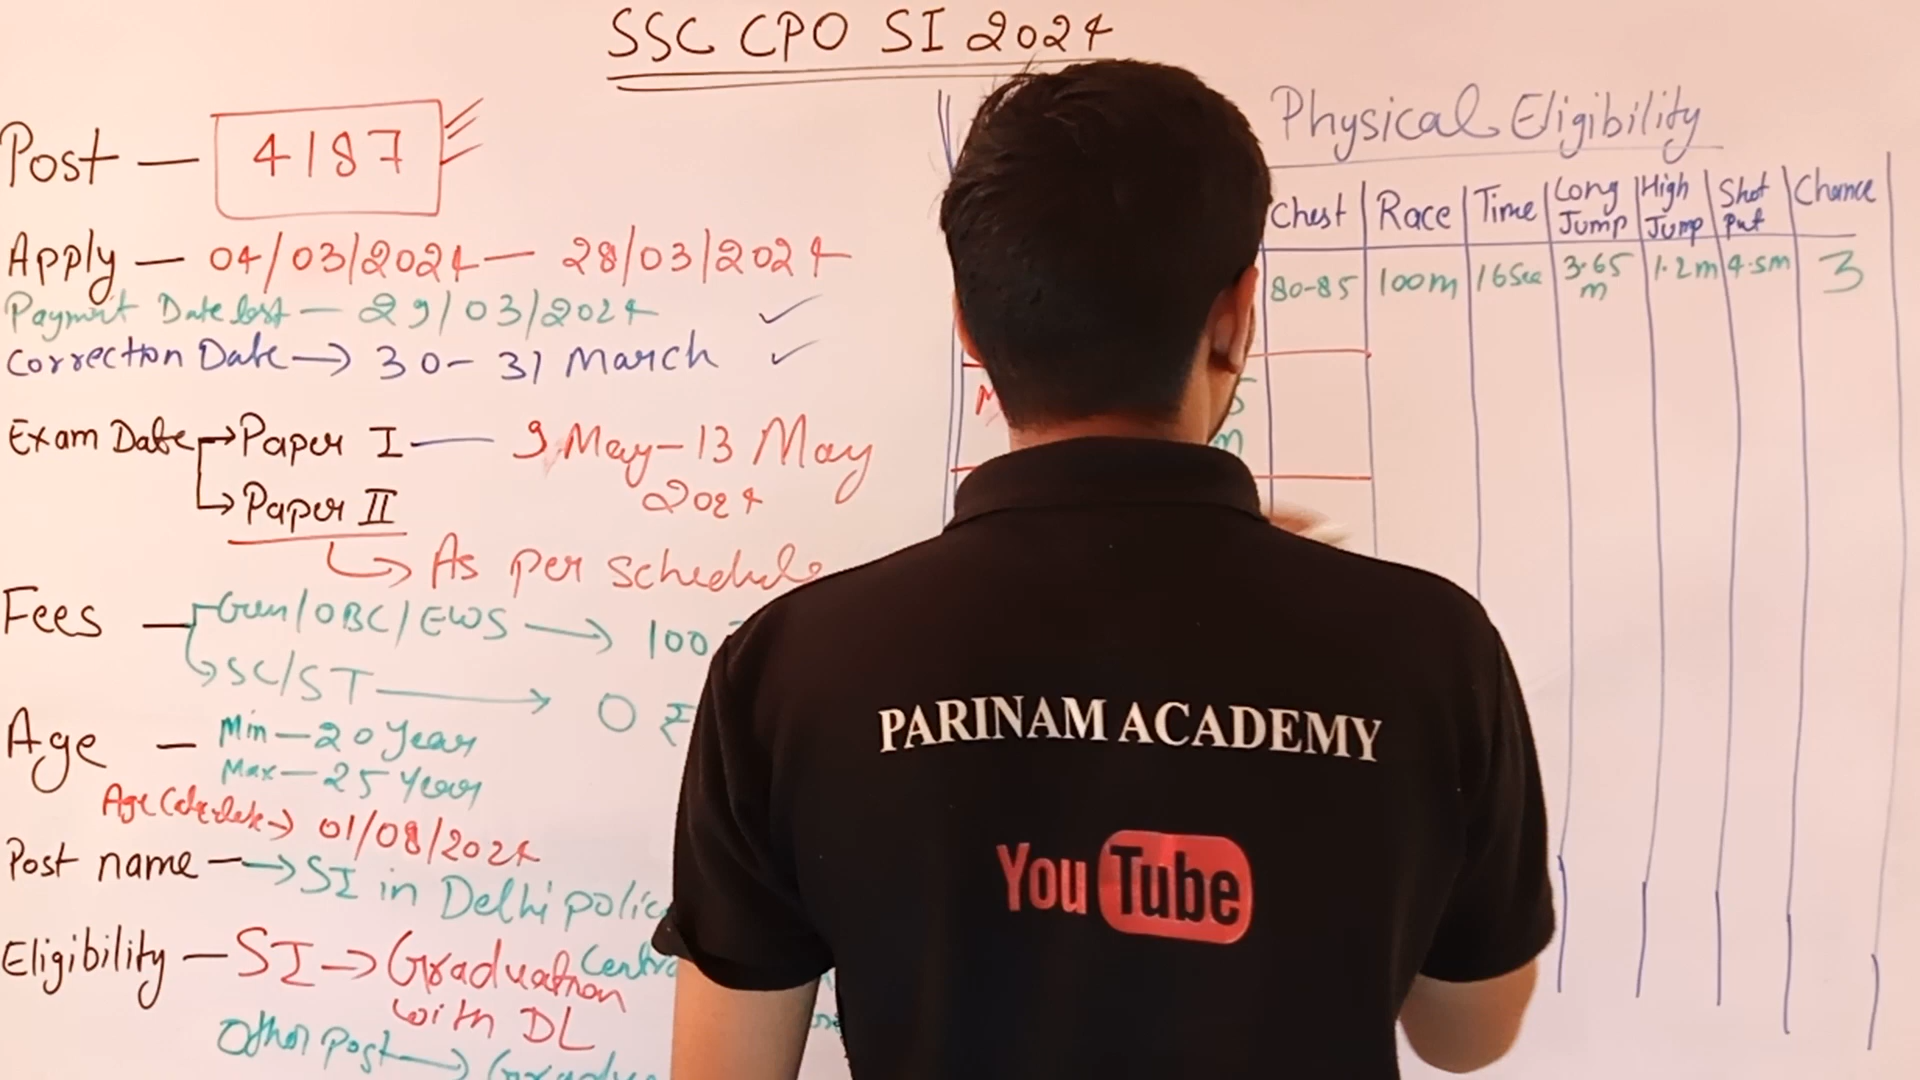 SSC CPO SI 2024
Post — 4187
Apply — 04/03/2024 — 28/03/2024
Paymrit Date last — 29/03/2024
Correction Date → 30-31 March
Exam Date → Paper I — 9 May-13 May
2024
→ Paper II
As per schedule
Fees — Gen/OBC/EWS → 100
SC/ST → 0 ₹
Age — Min — 20 Year
Max — 25 Year
→ 01/08/2024
Post name → SI in Delhi polic
Centra
Eligibility — SI → Graduation
with DL
Other post → Gradu
Physical Eligibility
Chest Race Time Long Jump High Jump Shot Put Chance
80-85 100m 16Sec 3.65 m 1.2m 4.5m 3
PARINAM ACADEMY
YouTube